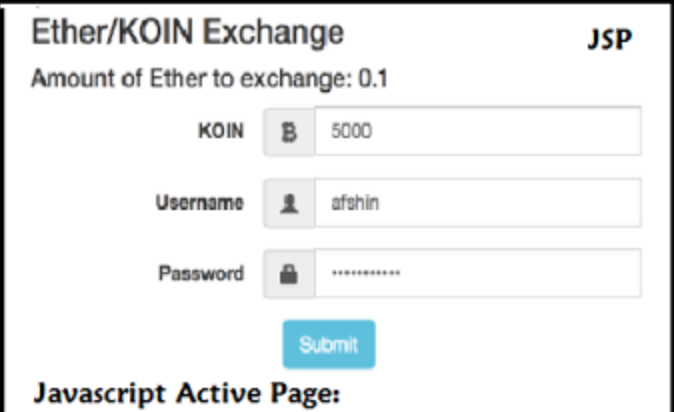 Ether/KOIN Exchange
JSP
Amount of Ether to exchange: 0.1
KOIN 5000
Username afshin
Password ···········
Submit
Javascript Active Page: